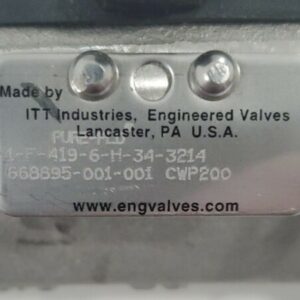 Made by
ITT Industries, Engineered Valves
Lancaster, PA U.S.A.
-F-419-6-H-34-3214
668895-001-001 CWP200
www.engvalves.com